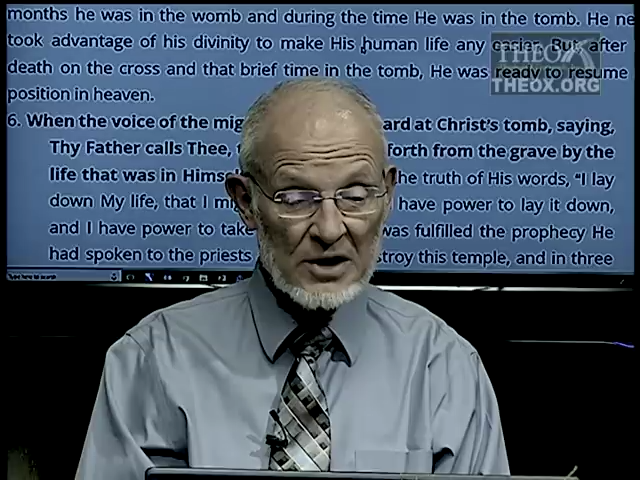 months he was in the womb and during the time He was in the tomb. He ne
took advantage of his divinity to make His human life any easier. But, after
death on the cross and that brief time in the tomb, He was ready to resume
position in heaven.
THEOX
THEOX.ORG
6. When the voice of the mig ard at Christ's tomb, saying,
Thy Father calls Thee, forth from the grave by the
life that was in Hims he truth of His words, "I lay
down My life, that I mi have power to lay it down,
and I have power to take was fulfilled the prophecy He
had spoken to the priests stroy this temple, and in three
Type here to search